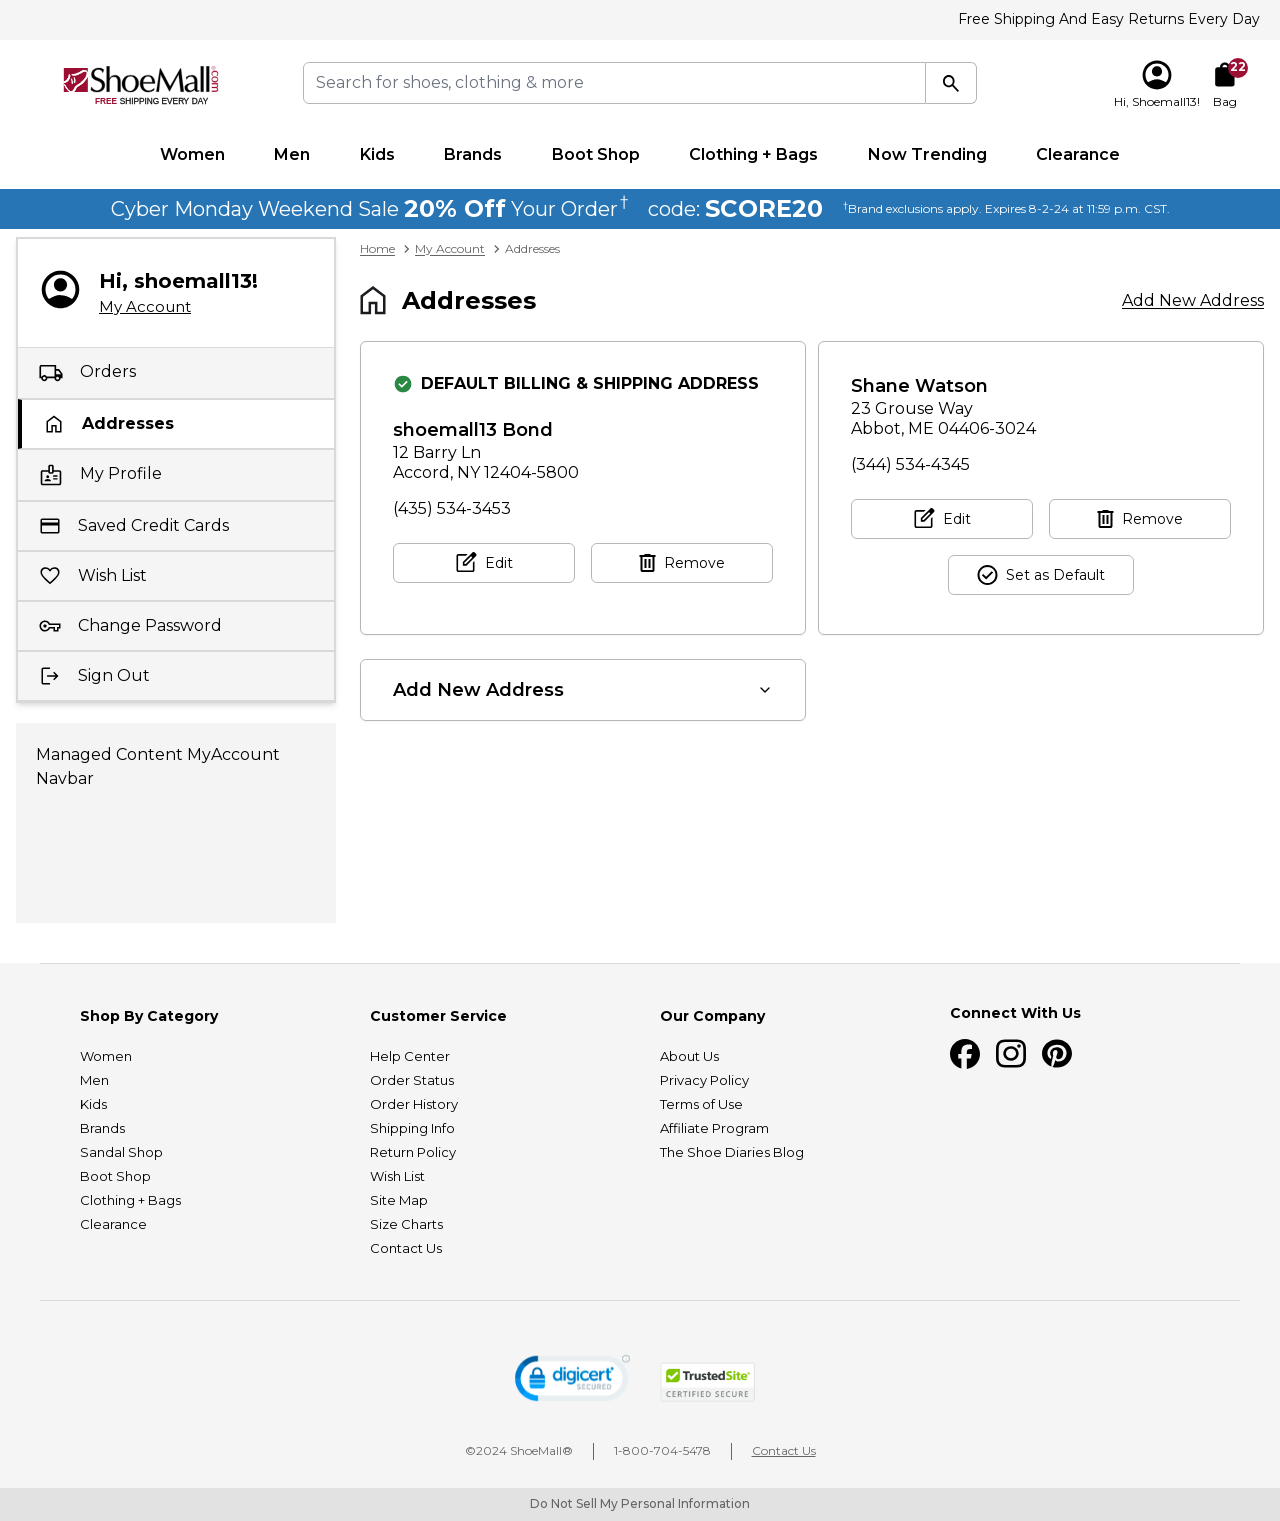 Free Shipping And Easy Returns Every Day
ShoeMall.com
FREE SHIPPING EVERY DAY
Search for shoes, clothing & more
Hi, Shoemall13!
22
Bag
Women Men Kids Brands Boot Shop Clothing + Bags Now Trending Clearance
Cyber Monday Weekend Sale 20% Off Your Order† code: SCORE20 †Brand exclusions apply. Expires 8-2-24 at 11:59 p.m. CST.
Hi, shoemall13!
My Account
Orders
Addresses
My Profile
Saved Credit Cards
Wish List
Change Password
Sign Out
Managed Content MyAccount
Navbar
Home > My Account > Addresses
Addresses
Add New Address
DEFAULT BILLING & SHIPPING ADDRESS
shoemall13 Bond
12 Barry Ln
Accord, NY 12404-5800
(435) 534-3453
Edit Remove
Shane Watson
23 Grouse Way
Abbot, ME 04406-3024
(344) 534-4345
Edit Remove
Set as Default
Add New Address
Shop By Category
Women
Men
Kids
Brands
Sandal Shop
Boot Shop
Clothing + Bags
Clearance
Customer Service
Help Center
Order Status
Order History
Shipping Info
Return Policy
Wish List
Site Map
Size Charts
Contact Us
Our Company
About Us
Privacy Policy
Terms of Use
Affiliate Program
The Shoe Diaries Blog
Connect With Us
digicert
SECURED
TrustedSite
CERTIFIED SECURE
©2024 ShoeMall® | 1-800-704-5478 | Contact Us
Do Not Sell My Personal Information